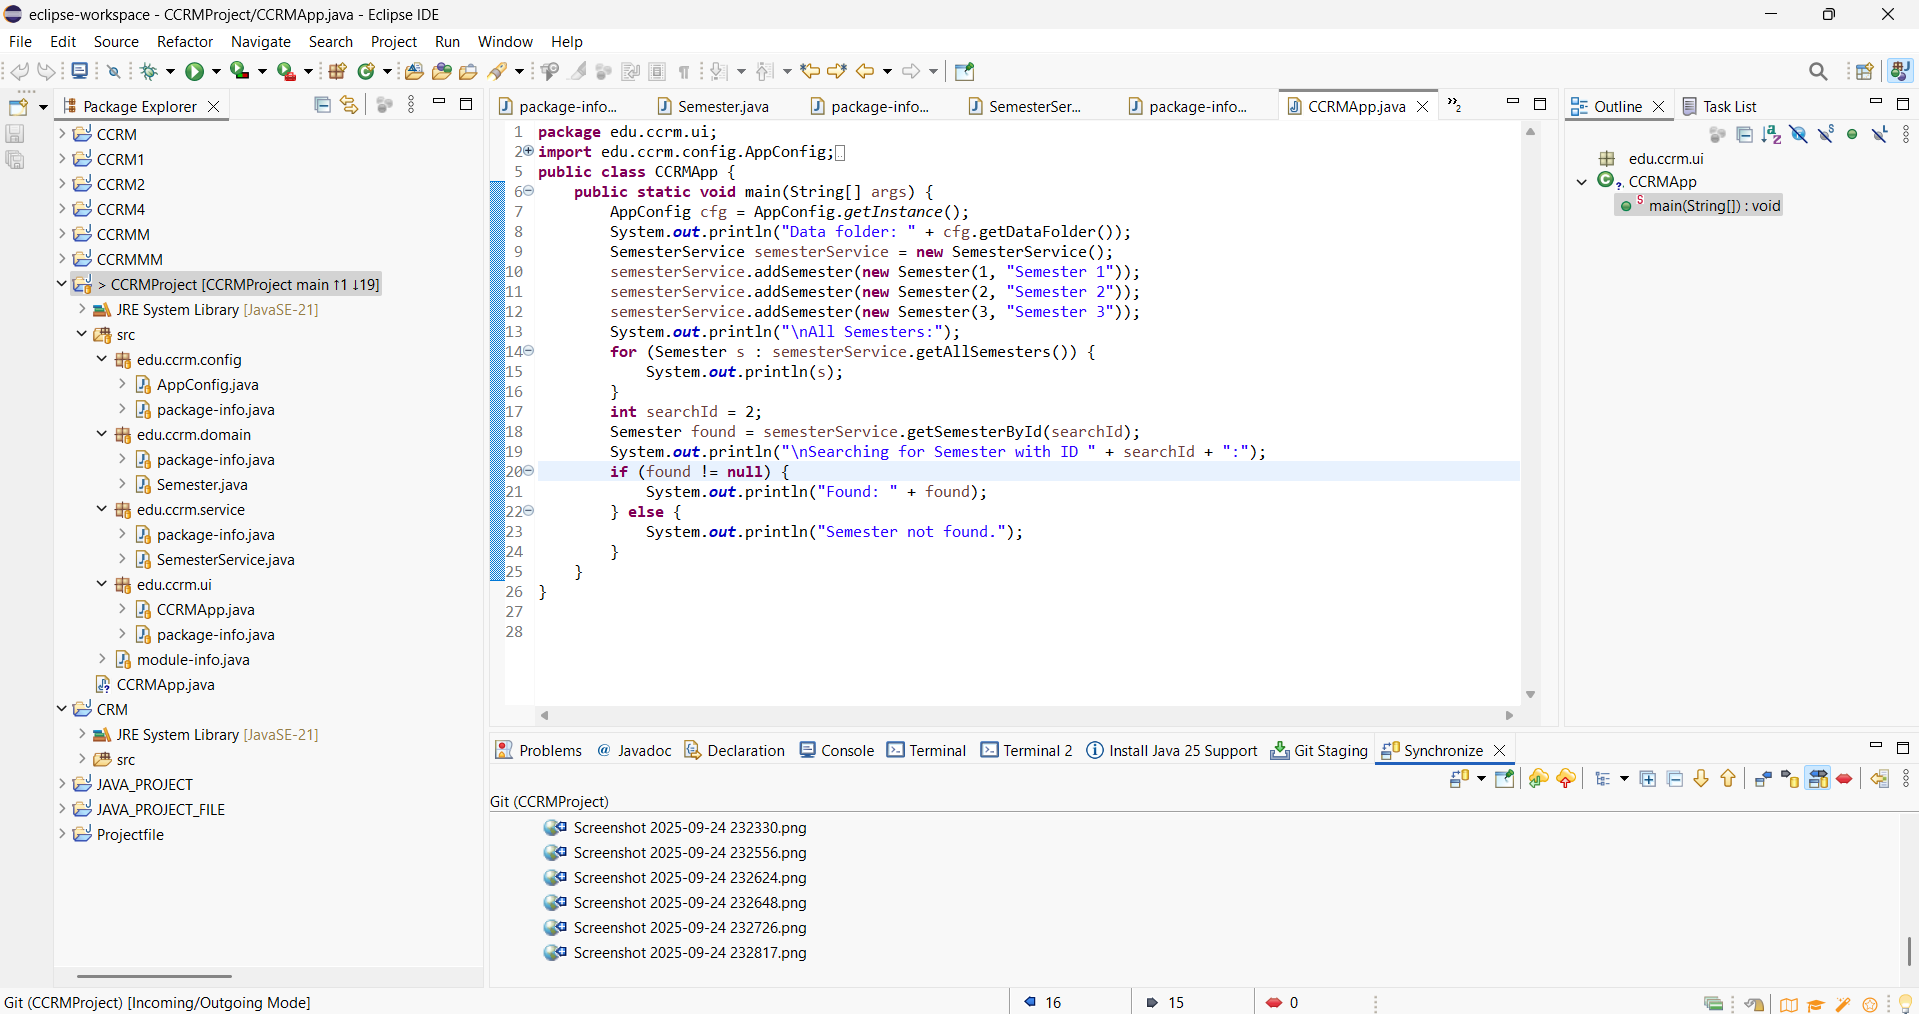 eclipse-workspace - CCRMProject/CCRMApp.java - Eclipse IDE
File Edit Source Refactor Navigate Search Project Run Window Help
Package Explorer
CCRM
CCRM1
CCRM2
CCRM4
CCRMM
CCRMMM
> CCRMProject [CCRMProject main ↑1 ↓19]
JRE System Library [JavaSE-21]
src
edu.ccrm.config
AppConfig.java
package-info.java
edu.ccrm.domain
package-info.java
Semester.java
edu.ccrm.service
package-info.java
SemesterService.java
edu.ccrm.ui
CCRMApp.java
package-info.java
module-info.java
CCRMApp.java
CRM
JRE System Library [JavaSE-21]
src
JAVA_PROJECT
JAVA_PROJECT_FILE
Projectfile
package-info... Semester.java package-info... SemesterSer... package-info... CCRMApp.java »2
1 package edu.ccrm.ui;
2 import edu.ccrm.config.AppConfig;
5 public class CCRMApp {
6 public static void main(String[] args) {
7 AppConfig cfg = AppConfig.getInstance();
8 System.out.println("Data folder: " + cfg.getDataFolder());
9 SemesterService semesterService = new SemesterService();
10 semesterService.addSemester(new Semester(1, "Semester 1"));
11 semesterService.addSemester(new Semester(2, "Semester 2"));
12 semesterService.addSemester(new Semester(3, "Semester 3"));
13 System.out.println("\nAll Semesters:");
14 for (Semester s : semesterService.getAllSemesters()) {
15 System.out.println(s);
16 }
17 int searchId = 2;
18 Semester found = semesterService.getSemesterById(searchId);
19 System.out.println("\nSearching for Semester with ID " + searchId + ":");
20 if (found != null) {
21 System.out.println("Found: " + found);
22 } else {
23 System.out.println("Semester not found.");
24 }
25 }
26 }
27
28
Outline Task List
edu.ccrm.ui
CCRMApp
main(String[]) : void
Problems @ Javadoc Declaration Console Terminal Terminal 2 Install Java 25 Support Git Staging Synchronize
Git (CCRMProject)
Screenshot 2025-09-24 232330.png
Screenshot 2025-09-24 232556.png
Screenshot 2025-09-24 232624.png
Screenshot 2025-09-24 232648.png
Screenshot 2025-09-24 232726.png
Screenshot 2025-09-24 232817.png
Git (CCRMProject) [Incoming/Outgoing Mode] 16 15 0